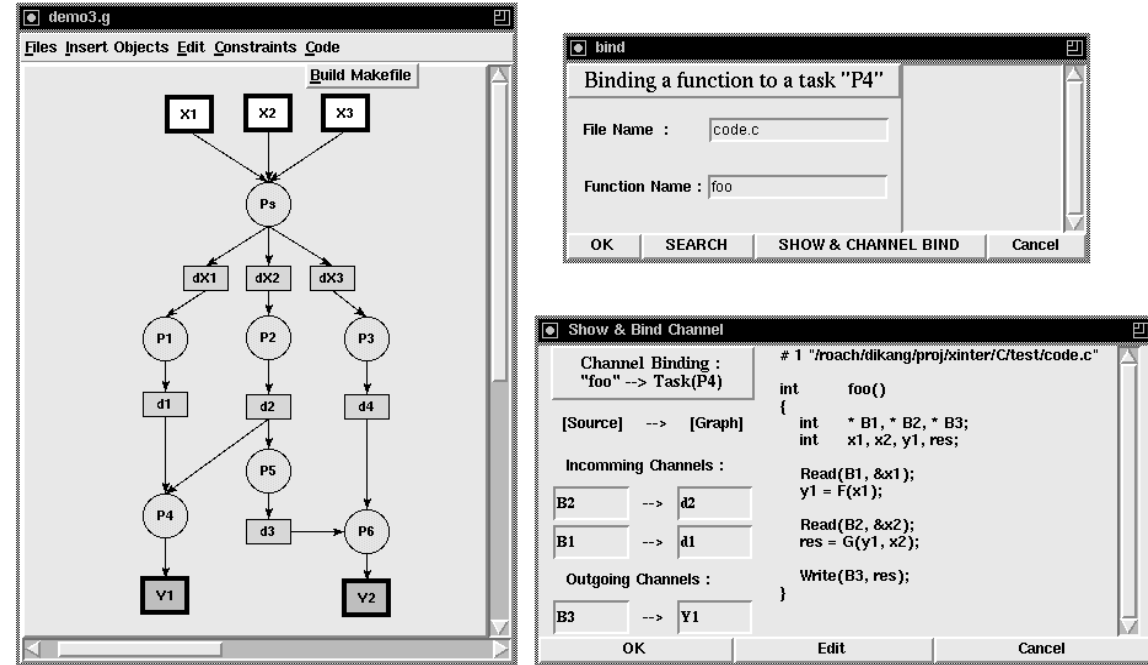 demo3.g
Files Insert Objects Edit Constraints Code
Build Makefile
X1 X2 X3
Ps
dX1 dX2 dX3
P1 P2 P3
d1 d2 d4
P5
P4 d3 P6
Y1 Y2
bind
Binding a function to a task "P4"
File Name : code.c
Function Name : foo
OK SEARCH SHOW & CHANNEL BIND Cancel
Show & Bind Channel
Channel Binding :
"foo" --> Task(P4)
[Source] --> [Graph]
Incomming Channels :
B2 --> d2
B1 --> d1
Outgoing Channels :
B3 --> Y1
# 1 "/roach/dikang/proj/xinter/C/test/code.c"
int foo()
{
int * B1, * B2, * B3;
int x1, x2, y1, res;
Read(B1, &x1);
y1 = F(x1);
Read(B2, &x2);
res = G(y1, x2);
Write(B3, res);
}
OK Edit Cancel